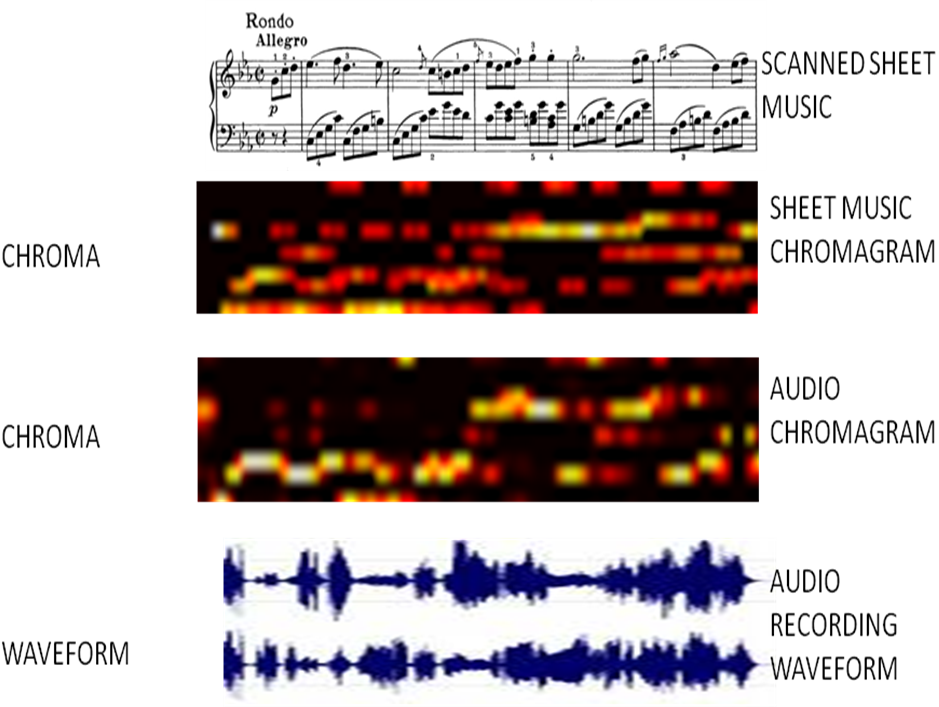 Rondo
Allegro
p
SCANNED SHEET
MUSIC
SHEET MUSIC
CHROMAGRAM
CHROMA
AUDIO
CHROMAGRAM
CHROMA
AUDIO
RECORDING
WAVEFORM
WAVEFORM